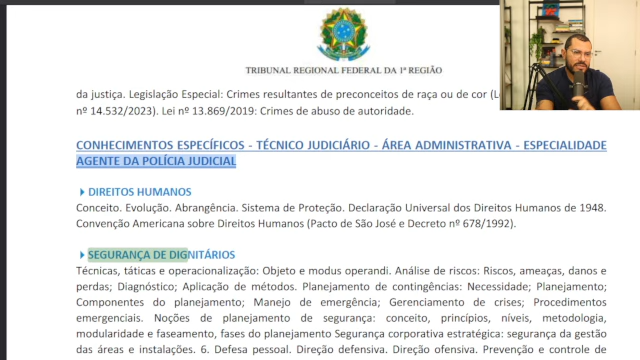 TRIBUNAL REGIONAL FEDERAL DA 1ª REGIÃO
da justiça. Legislação Especial: Crimes resultantes de preconceitos de raça ou de cor
nº 14.532/2023). Lei nº 13.869/2019: Crimes de abuso de autoridade.
CONHECIMENTOS ESPECÍFICOS - TÉCNICO JUDICIÁRIO - ÁREA ADMINISTRATIVA - ESPECIALIDADE
AGENTE DA POLÍCIA JUDICIAL
DIREITOS HUMANOS
Conceito. Evolução. Abrangência. Sistema de Proteção. Declaração Universal dos Direitos Humanos de 1948.
Convenção Americana sobre Direitos Humanos (Pacto de São José e Decreto nº 678/1992).
SEGURANÇA DE DIGNITÁRIOS
Técnicas, táticas e operacionalização: Objeto e modus operandi. Análise de riscos: Riscos, ameaças, danos e
perdas; Diagnóstico; Aplicação de métodos. Planejamento de contingências: Necessidade; Planejamento;
Componentes do planejamento; Manejo de emergência; Gerenciamento de crises; Procedimentos
emergenciais. Noções de planejamento de segurança: conceito, princípios, níveis, metodologia,
modularidade e faseamento, fases do planejamento Segurança corporativa estratégica: segurança da gestão
das áreas e instalações. 6. Defesa pessoal. Direção defensiva. Direção ofensiva. Prevenção e controle de